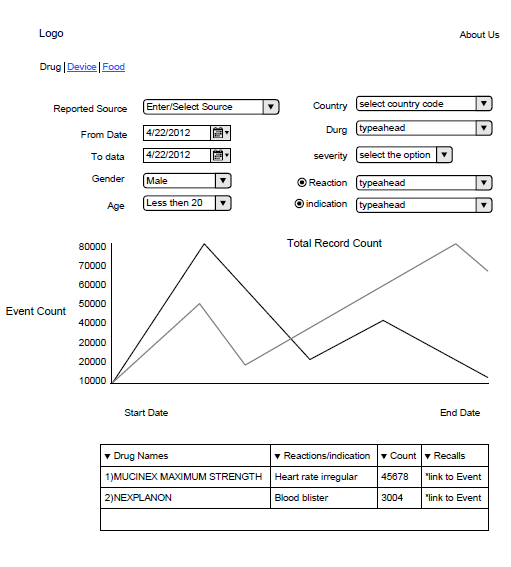 Logo
About Us
Drug | Device | Food
Reported Source Enter/Select Source
Country select country code
From Date 4/22/2012
Durg typeahead
To data 4/22/2012
severity select the option
Gender Male
Reaction typeahead
Age Less then 20
indication typeahead
Total Record Count
80000
70000
60000
50000
Event Count
40000
20000
20000
10000
Start Date
End Date
Drug Names Reactions/indication Count Recalls
1)MUCINEX MAXIMUM STRENGTH Heart rate irregular 45678 *link to Event
2)NEXPLANON Blood blister 3004 *link to Event